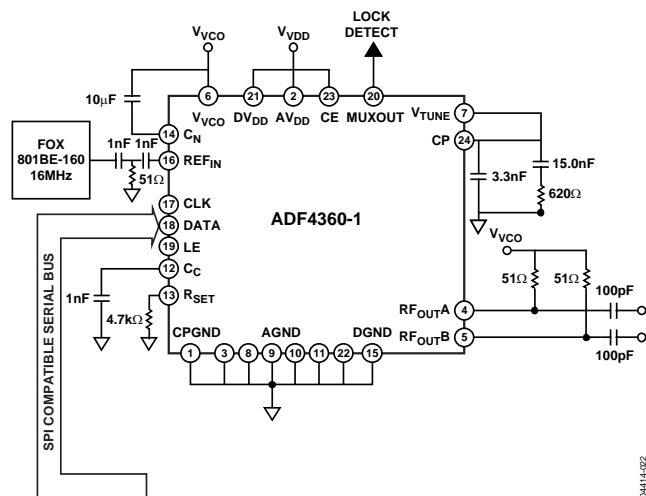 LOCK
DETECT
VVCO
VVDD
10µF
6
21
2
23
20
VVCO
DVDD
AVDD
CE
MUXOUT
VTUNE
7
14
CN
CP
24
FOX
801BE-160
16MHz
1nF
1nF
16
REFIN
51Ω
3.3nF
15.0nF
620Ω
17
CLK
18
DATA
19
LE
ADF4360-1
VVCO
12
CC
51Ω
51Ω
1nF
13
RSET
4.7kΩ
100pF
RFOUTA
4
RFOUTB
5
100pF
CPGND
AGND
DGND
1
3
8
9
10
11
22
15
SPI COMPATIBLE SERIAL BUS
04414-022